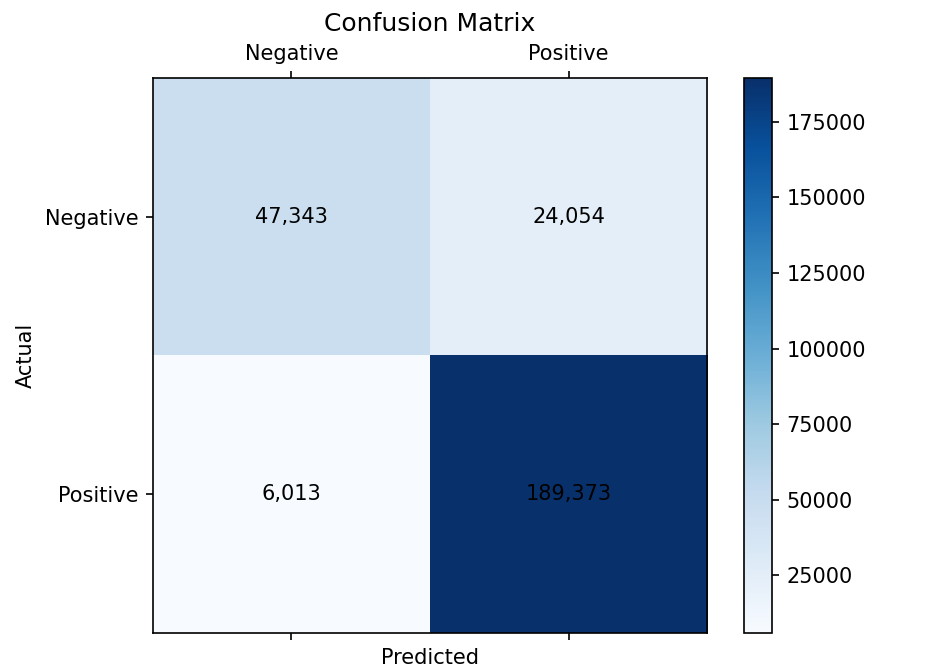 Confusion Matrix
Negative Positive
175000
150000
Negative 47,343 24,054
125000
Actual
100000
75000
50000
Positive 6,013 189,373
25000
Predicted